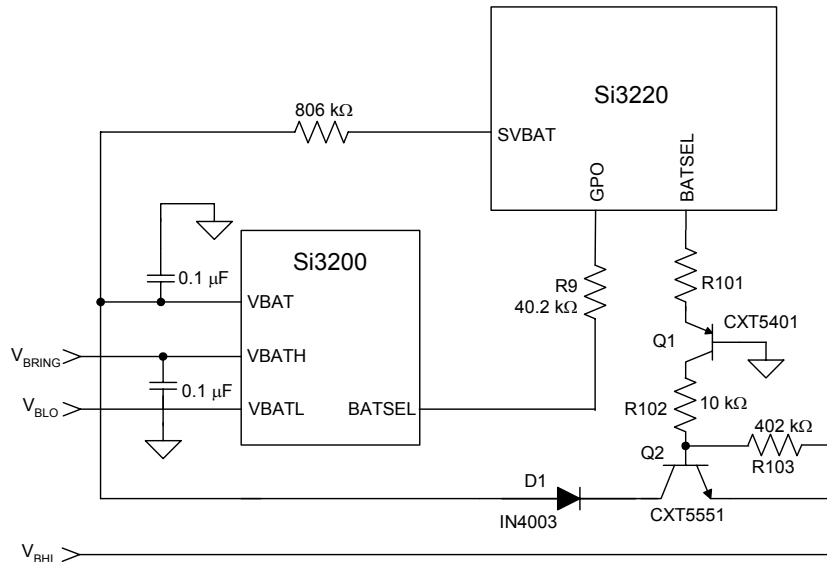 Si3220
806 kΩ
SVBAT
GPO
BATSEL
Si3200
0.1 μF
VBAT
R9
40.2 kΩ
R101
CXT5401
Q1
V_BRING
VBATH
0.1 μF
R102
10 kΩ
V_BLO
VBATL
BATSEL
402 kΩ
R103
Q2
D1
IN4003
CXT5551
V_BHI